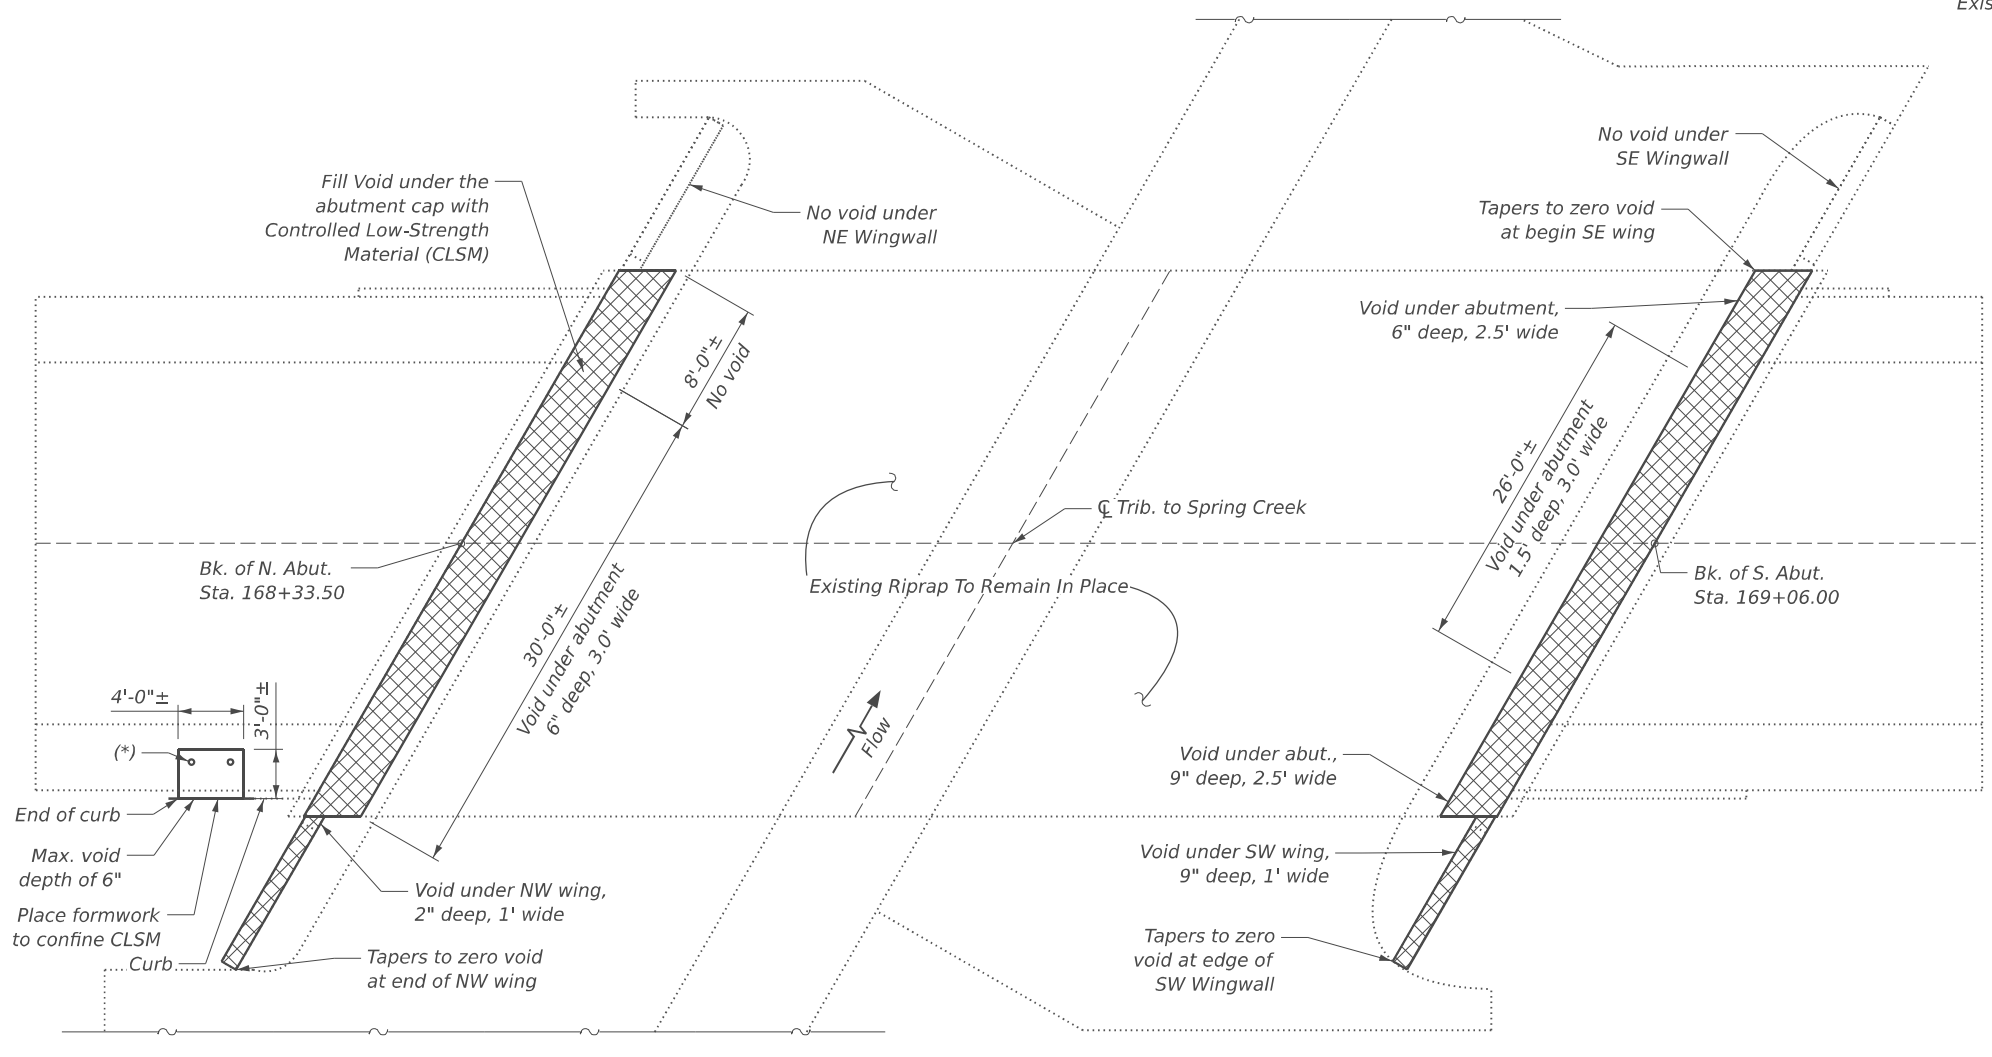 Exis
No void under
SE Wingwall
Fill Void under the
abutment cap with
Controlled Low-Strength
Material (CLSM)
No void under
NE Wingwall
Tapers to zero void
at begin SE wing
Void under abutment,
6" deep, 2.5' wide
8'-0"±
No void
26'-0"±
Void under abutment
1.5' deep, 3.0' wide
℄ Trib. to Spring Creek
Bk. of N. Abut.
Sta. 168+33.50
Existing Riprap To Remain In Place
Bk. of S. Abut.
Sta. 169+06.00
30'-0"±
Void under abutment
6" deep, 3.0' wide
4'-0"±
3'-0"±
(*)
N
Flow
Void under abut.,
9" deep, 2.5' wide
End of curb
Max. void
depth of 6"
Void under SW wing,
9" deep, 1' wide
Void under NW wing,
2" deep, 1' wide
Place formwork
to confine CLSM
Curb
Tapers to zero void
at end of NW wing
Tapers to zero
void at edge of
SW Wingwall